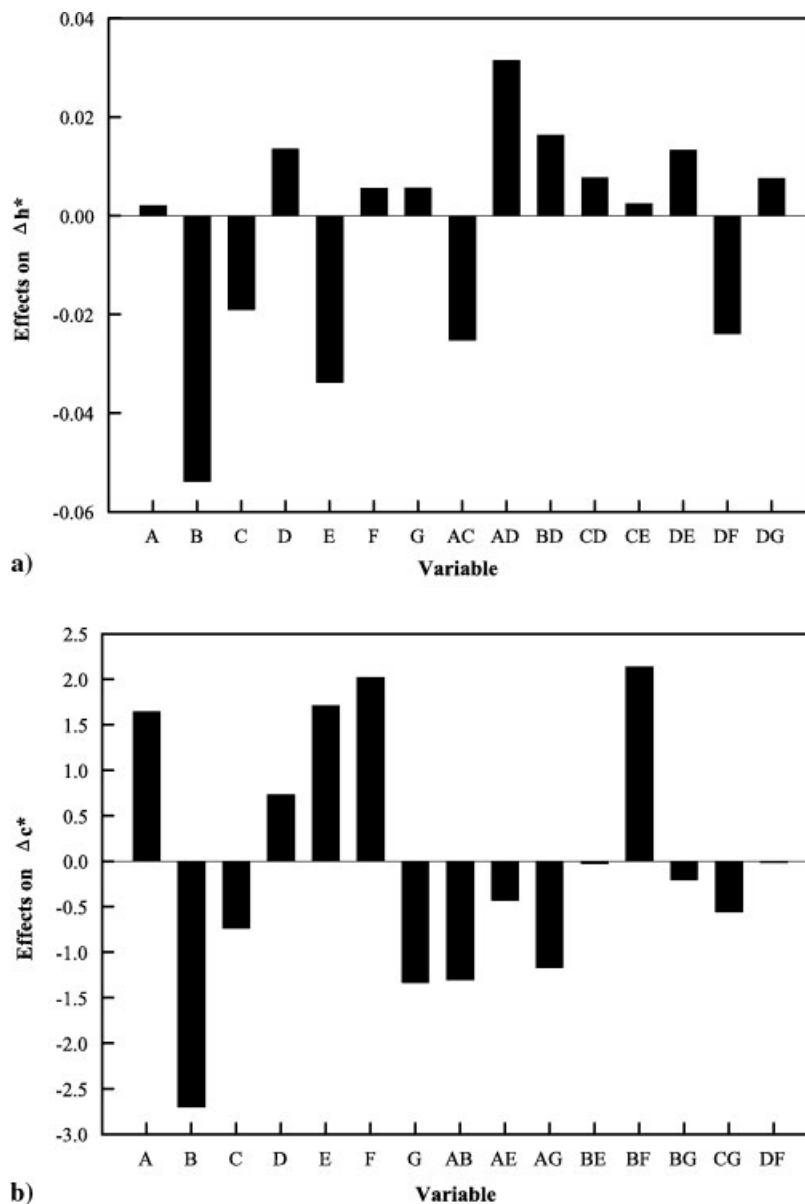 0.04
0.02
0.00
-0.02
-0.04
-0.06
Effects on Δh*
A B C D E F G AC AD BD CD CE DE DF DG
Variable
a)
2.5
2.0
1.5
1.0
0.5
0.0
-0.5
-1.0
-1.5
-2.0
-2.5
-3.0
Effects on Δc*
A B C D E F G AB AE AG BE BF BG CG DF
Variable
b)